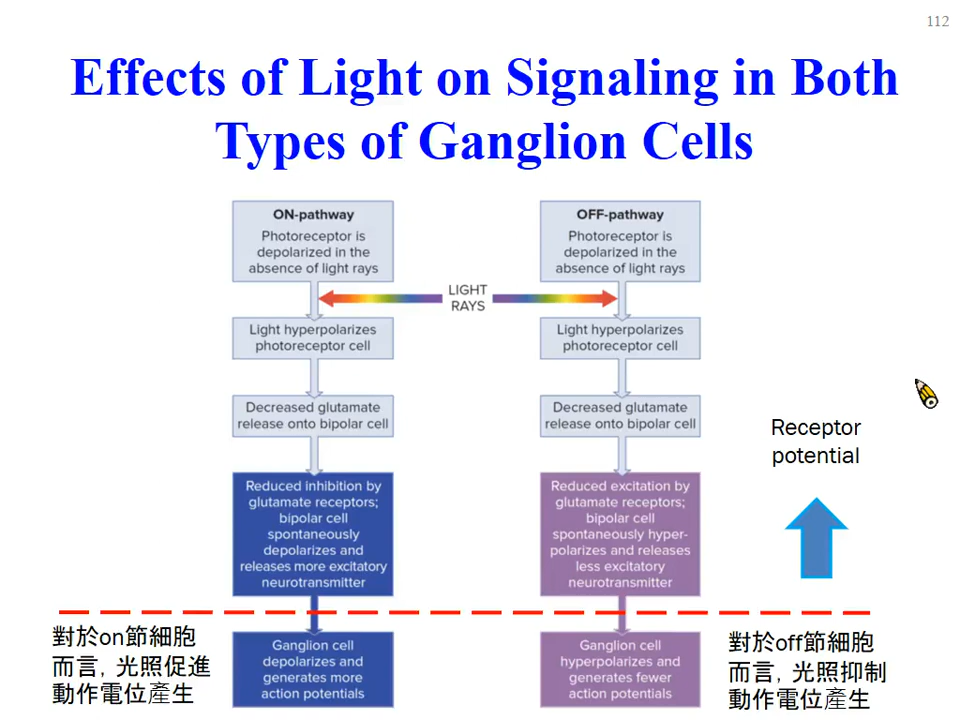 112
Effects of Light on Signaling in Both
Types of Ganglion Cells
ON-pathway
Photoreceptor is
depolarized in the
absence of light rays
OFF-pathway
Photoreceptor is
depolarized in the
absence of light rays
LIGHT
RAYS
Light hyperpolarizes
photoreceptor cell
Light hyperpolarizes
photoreceptor cell
Decreased glutamate
release onto bipolar cell
Decreased glutamate
release onto bipolar cell
Receptor
potential
Reduced inhibition by
glutamate receptors;
bipolar cell
spontaneously
depolarizes and
releases more excitatory
neurotransmitter
Reduced excitation by
glutamate receptors;
bipolar cell
spontaneously hyper-
polarizes and releases
less excitatory
neurotransmitter
對於on節細胞
而言, 光照促進
動作電位產生
Ganglion cell
depolarizes and
generates more
action potentials
Ganglion cell
hyperpolarizes and
generates fewer
action potentials
對於off節細胞
而言, 光照抑制
動作電位產生